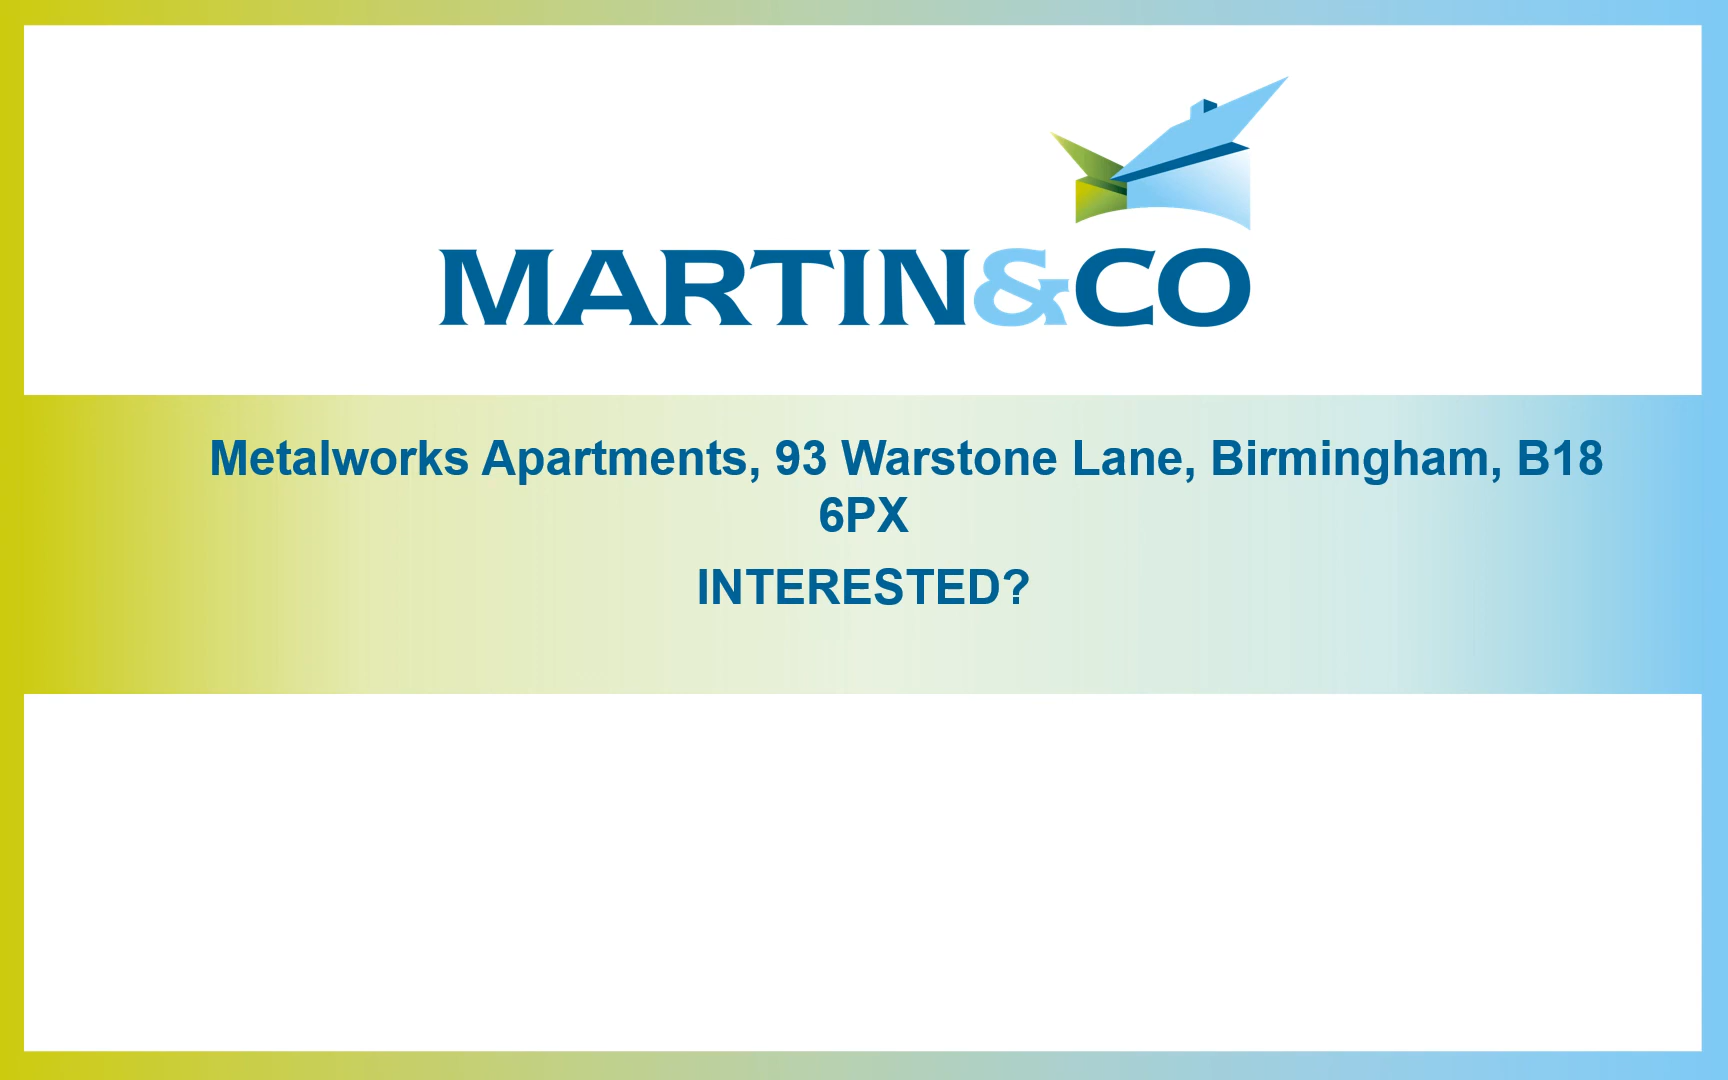 MARTIN&CO
Metalworks Apartments, 93 Warstone Lane, Birmingham, B18
6PX
INTERESTED?